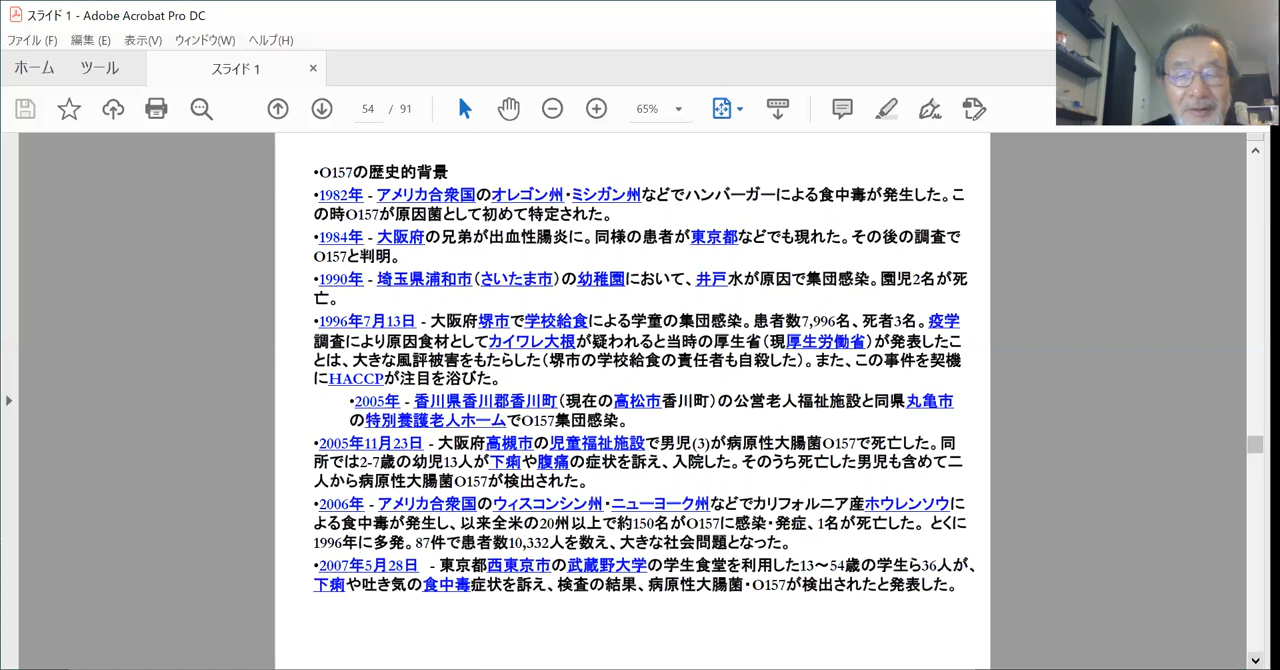 スライド 1 - Adobe Acrobat Pro DC
ファイル (F) 編集 (E) 表示(V) ウィンドウ(W) ヘルプ(H)
ホーム ツール スライド 1 ×
54 / 91 65%
•O157の歴史的背景
•1982年 - アメリカ合衆国のオレゴン州・ミシガン州などでハンバーガーによる食中毒が発生した。こ
の時O157が原因菌として初めて特定された。
•1984年 - 大阪府の兄弟が出血性腸炎に。同様の患者が東京都などでも現れた。その後の調査で
O157と判明。
•1990年 - 埼玉県浦和市（さいたま市）の幼稚園において、井戸水が原因で集団感染。園児2名が死
亡。
•1996年7月13日 - 大阪府堺市で学校給食による学童の集団感染。患者数7,996名、死者3名。疫学
調査により原因食材としてカイワレ大根が疑われると当時の厚生省（現厚生労働省）が発表したこ
とは、大きな風評被害をもたらした（堺市の学校給食の責任者も自殺した）。また、この事件を契機
にHACCPが注目を浴びた。
•2005年 - 香川県香川郡香川町（現在の高松市香川町）の公営老人福祉施設と同県丸亀市
の特別養護老人ホームでO157集団感染。
•2005年11月23日 - 大阪府高槻市の児童福祉施設で男児(3)が病原性大腸菌O157で死亡した。同
所では2-7歳の幼児13人が下痢や腹痛の症状を訴え、入院した。そのうち死亡した男児も含めて二
人から病原性大腸菌O157が検出された。
•2006年 - アメリカ合衆国のウィスコンシン州・ニューヨーク州などでカリフォルニア産ホウレンソウに
よる食中毒が発生し、以来全米の20州以上で約150名がO157に感染・発症、1名が死亡した。 とくに
1996年に多発。87件で患者数10,332人を数え、大きな社会問題となった。
•2007年5月28日 - 東京都西東京市の武蔵野大学の学生食堂を利用した13～54歳の学生ら36人が、
下痢や吐き気の食中毒症状を訴え、検査の結果、病原性大腸菌・O157が検出されたと発表した。